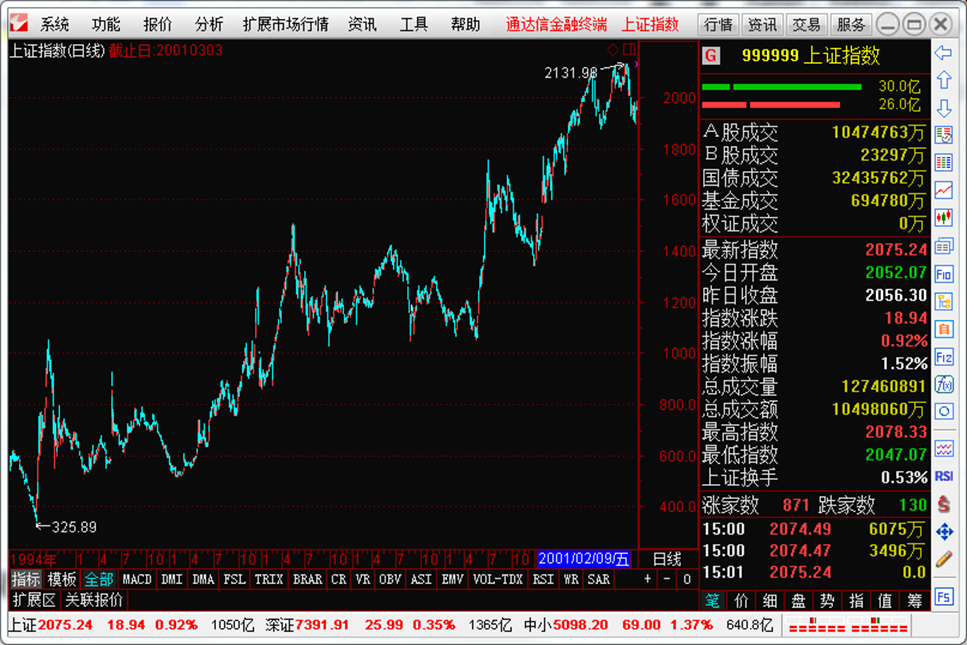 系统 功能 报价 分析 扩展市场行情 资讯 工具 帮助 通达信金融终端 上证指数 行情 资讯 交易 服务
上证指数(日线) 截止日:20010303
G 999999 上证指数
30.0亿
26.0亿
2131.98
2000
1800
1600
1400
1200
1000
800.0
600.0
400.0
325.89
A股成交 10474763万
B股成交 23297万
国债成交 32435762万
基金成交 694780万
权证成交 0万
最新指数 2075.24
今日开盘 2052.07
昨日收盘 2056.30
指数涨跌 18.94
指数涨幅 0.92%
指数振幅 1.52%
总成交量 127460891
总成交额 10498060万
最高指数 2078.33
最低指数 2047.07
上证换手 0.53%
涨家数 871 跌家数 130
15:00 2074.49 6075万
15:00 2074.47 3496万
15:01 2075.24 0.0
笔 价 细 盘 势 指 值 筹
F10
自
F12
f(x)
RSI
$
F5
1994年 4 7 10 1 4 7 10 1 4 7 10 1 4 7 10 1 4 7 10 1 4 7 10 2001/02/09/五 日线
指标 模板 全部 MACD DMI DMA FSL TRIX BRAR CR VR OBV ASI EMV VOL-TDX RSI WR SAR + - 0
扩展区 关联报价
上证2075.24 18.94 0.92% 1050亿 深证7391.91 25.99 0.35% 1365亿 中小5098.20 69.00 1.37% 640.8亿